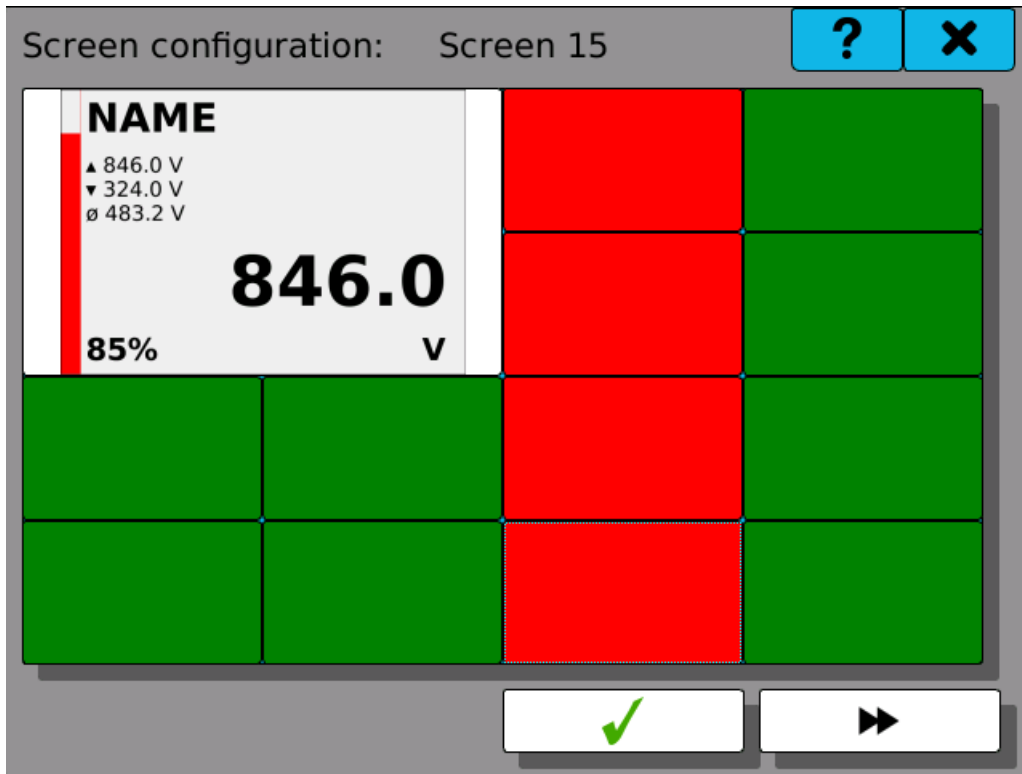 Screen configuration: Screen 15 ?
NAME
▲ 846.0 V
▼ 324.0 V
ø 483.2 V
846.0
85% V